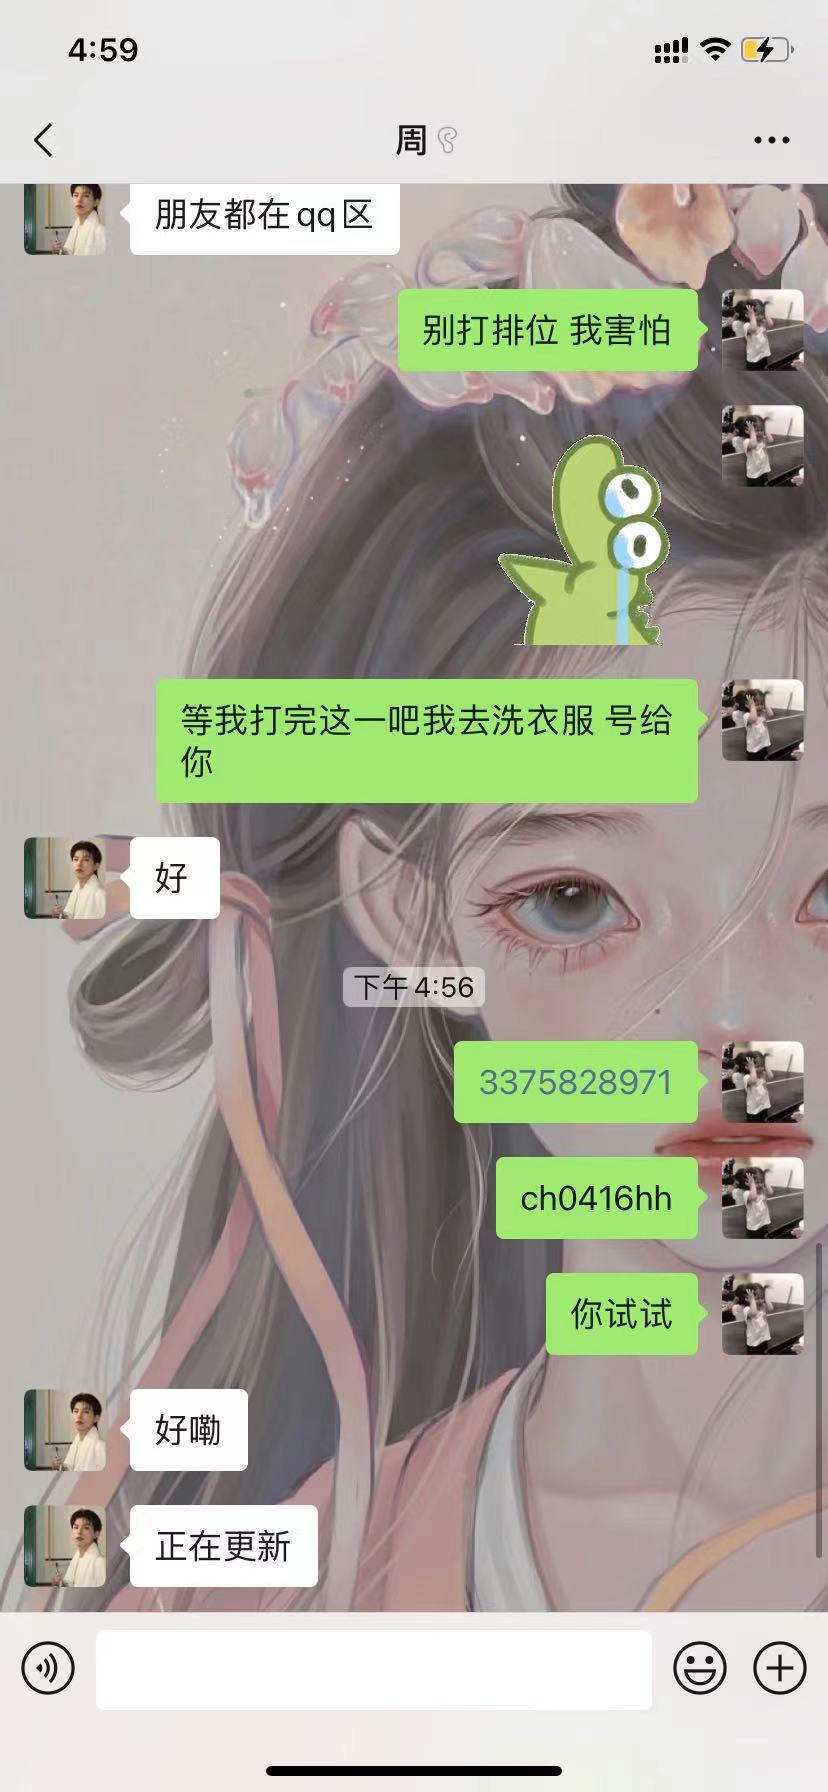 4:59
周
朋友都在qq区
别打排位 我害怕
等我打完这一吧我去洗衣服 号给
你
好
下午4:56
3375828971
ch0416hh
你试试
好嘞
正在更新